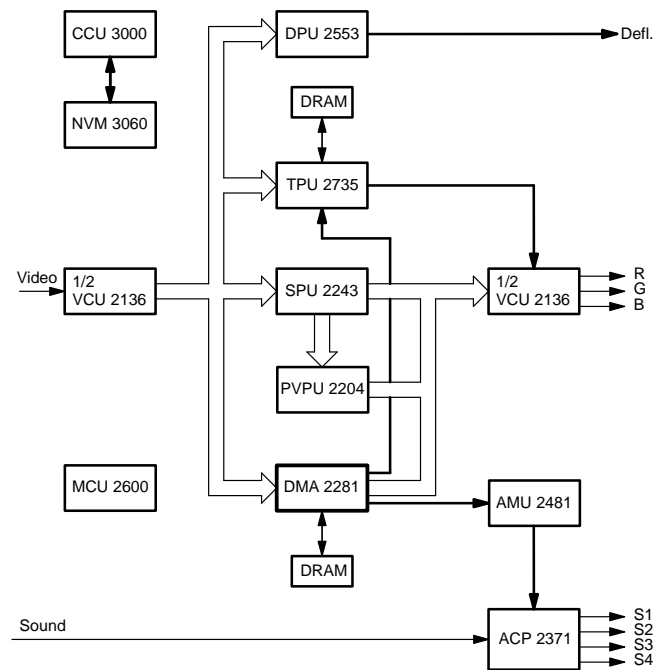 CCU 3000
DPU 2553
Defl.
NVM 3060
DRAM
TPU 2735
Video
1/2
VCU 2136
SPU 2243
1/2
VCU 2136
R
G
B
PVPU 2204
MCU 2600
DMA 2281
AMU 2481
DRAM
Sound
ACP 2371
S1
S2
S3
S4